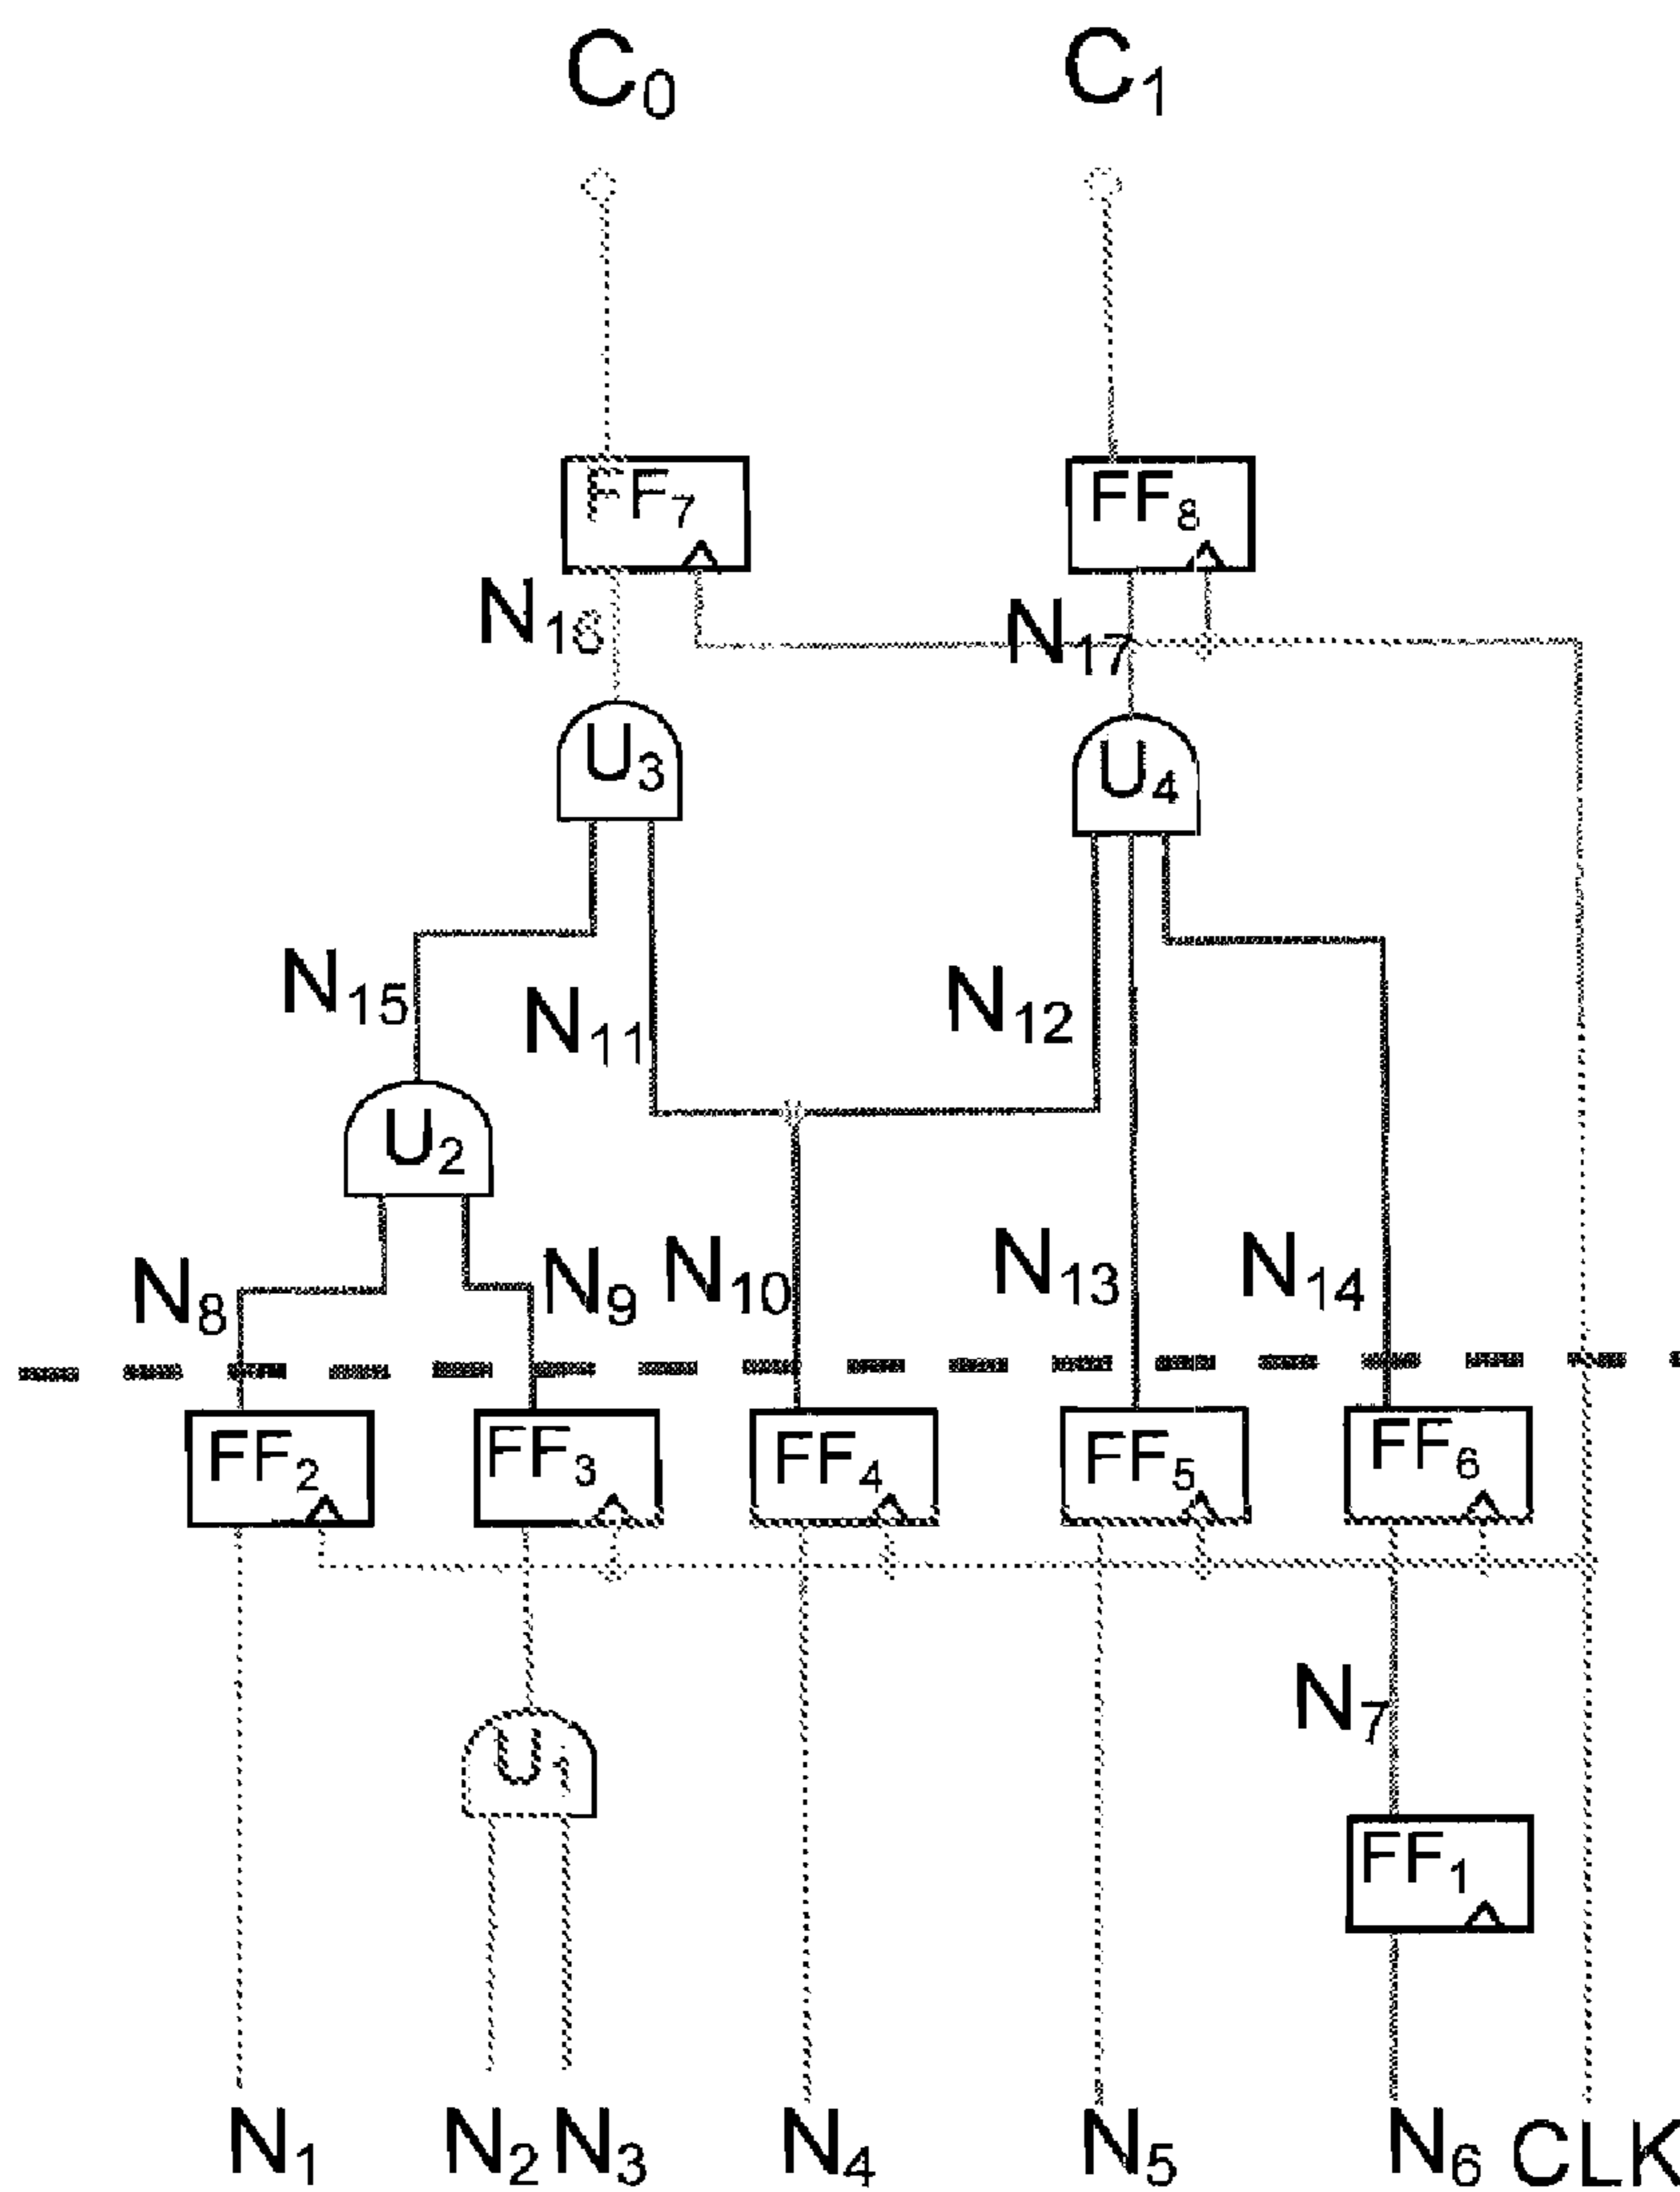 C0 C1
FF7 FF8
N16 N17
U3 U4
N15 N11 N12
U2
N8 N9 N10 N13 N14
FF2 FF3 FF4 FF5 FF6
N7
U1
FF1
N1 N2 N3 N4 N5 N6 CLK